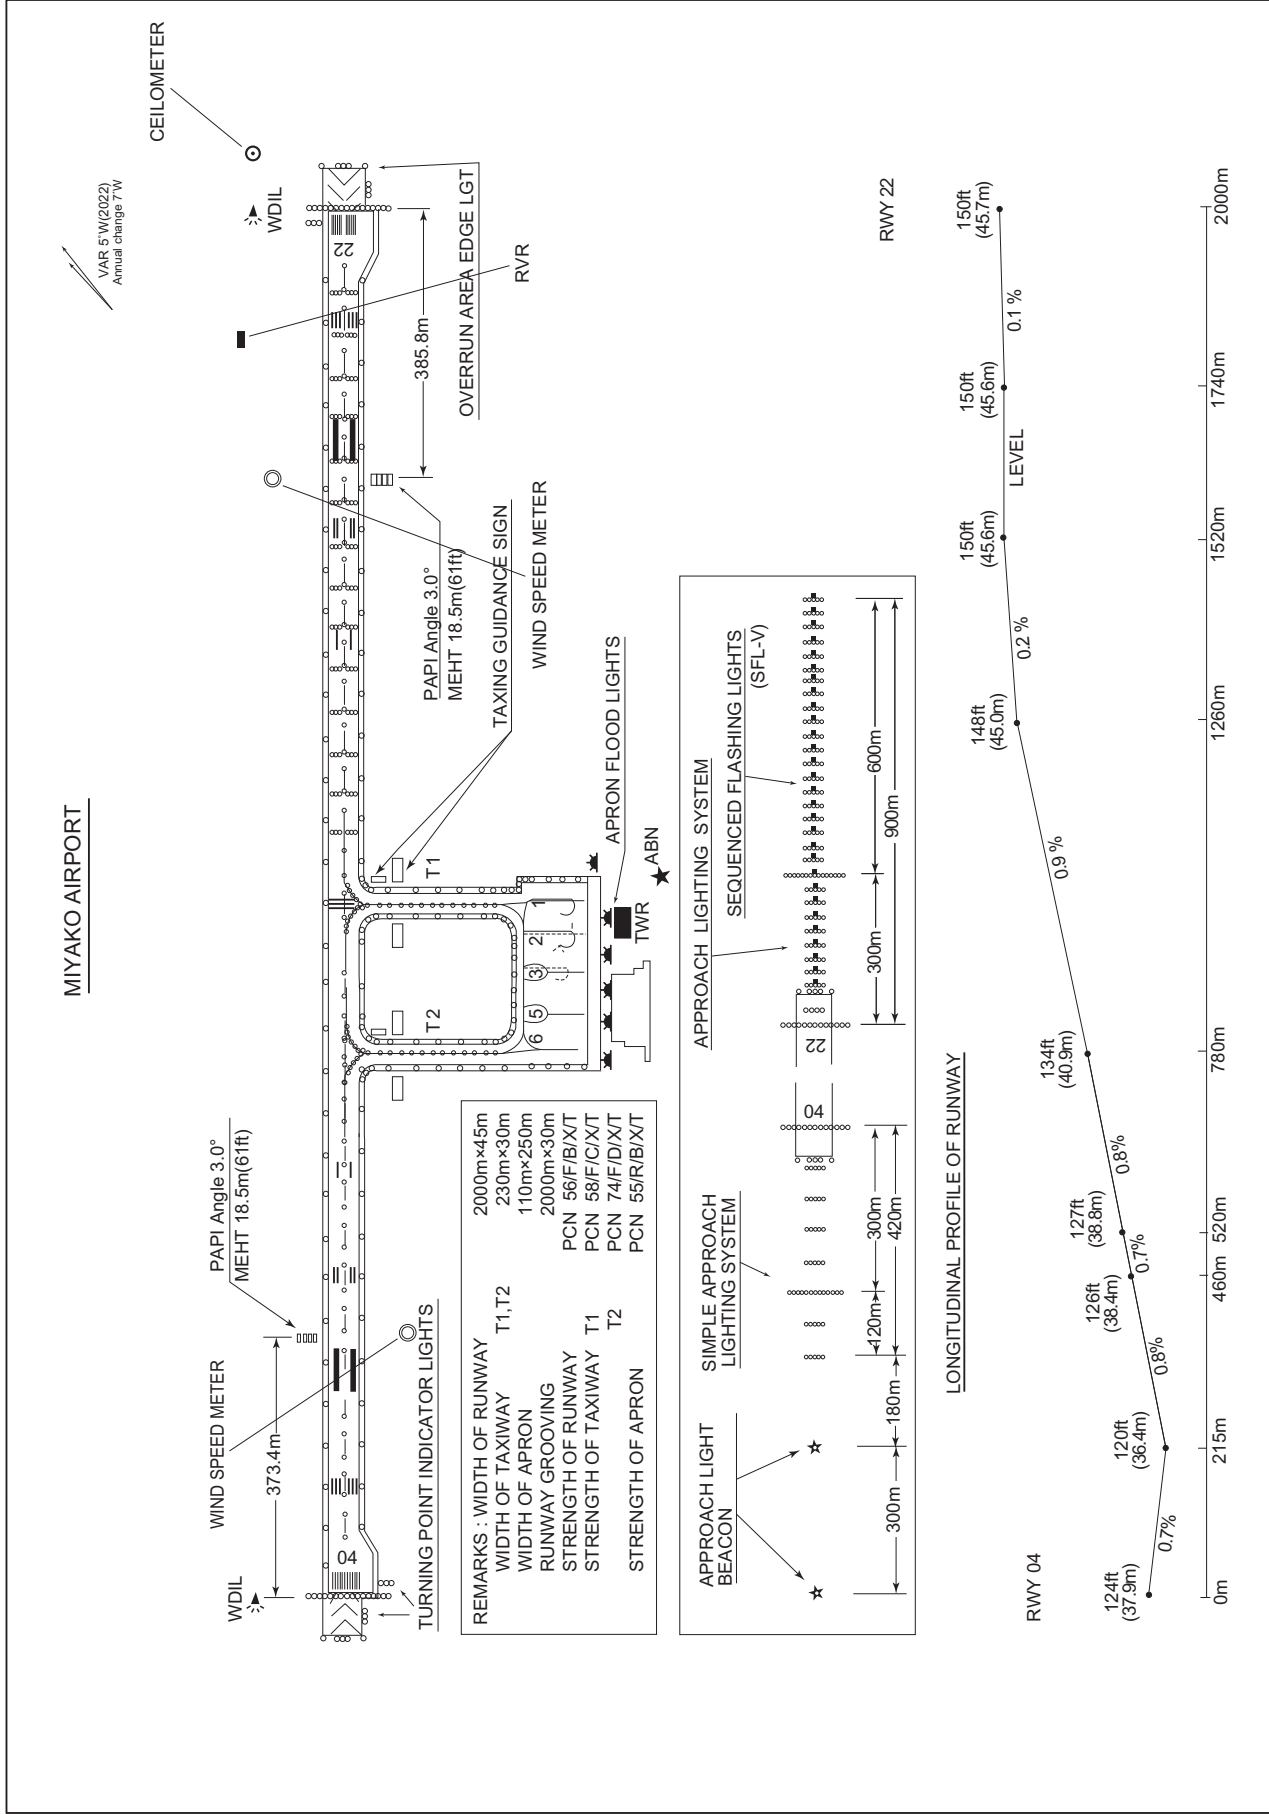 MIYAKO AIRPORT
VAR 5°W(2022)
Annual change 7'W
CEILOMETER
WDIL
WDIL
RVR
OVERRUN AREA EDGE LGT
385.8m
22
04
WIND SPEED METER
373.4m
PAPI Angle 3.0°
MEHT 18.5m(61ft)
PAPI Angle 3.0°
MEHT 18.5m(61ft)
TAXING GUIDANCE SIGN
WIND SPEED METER
TURNING POINT INDICATOR LIGHTS
T2
T1
6
5
3
2
1
APRON FLOOD LIGHTS
TWR
ABN
REMARKS : WIDTH OF RUNWAY 2000m×45m
WIDTH OF TAXIWAY T1,T2 230m×30m
WIDTH OF APRON 110m×250m
RUNWAY GROOVING 2000m×30m
STRENGTH OF RUNWAY PCN 56/F/B/X/T
STRENGTH OF TAXIWAY T1 PCN 58/F/C/X/T
T2 PCN 74/F/D/X/T
STRENGTH OF APRON PCN 55/R/B/X/T
APPROACH LIGHT
BEACON
SIMPLE APPROACH
LIGHTING SYSTEM
APPROACH LIGHTING SYSTEM
SEQUENCED FLASHING LIGHTS
(SFL-V)
04
22
300m
180m
120m
300m
420m
300m
600m
900m
LONGITUDINAL PROFILE OF RUNWAY
RWY 04
RWY 22
124ft
(37.9m)
120ft
(36.4m)
126ft
(38.4m)
127ft
(38.8m)
134ft
(40.9m)
148ft
(45.0m)
150ft
(45.6m)
150ft
(45.6m)
150ft
(45.7m)
0.7%
0.8%
0.7%
0.8%
0.9 %
0.2 %
LEVEL
0.1 %
0m
215m
460m
520m
780m
1260m
1520m
1740m
2000m